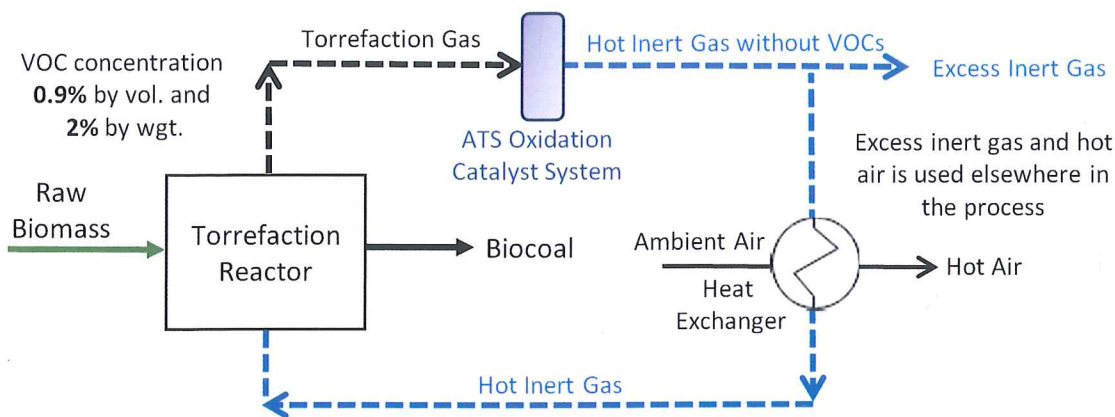 Torrefaction Gas
Hot Inert Gas without VOCs
VOC concentration
0.9% by vol. and
2% by wgt.
Excess Inert Gas
ATS Oxidation
Catalyst System
Excess inert gas and hot
air is used elsewhere in
the process
Raw
Biomass
Torrefaction
Reactor
Biocoal
Ambient Air
Heat
Exchanger
Hot Air
Hot Inert Gas